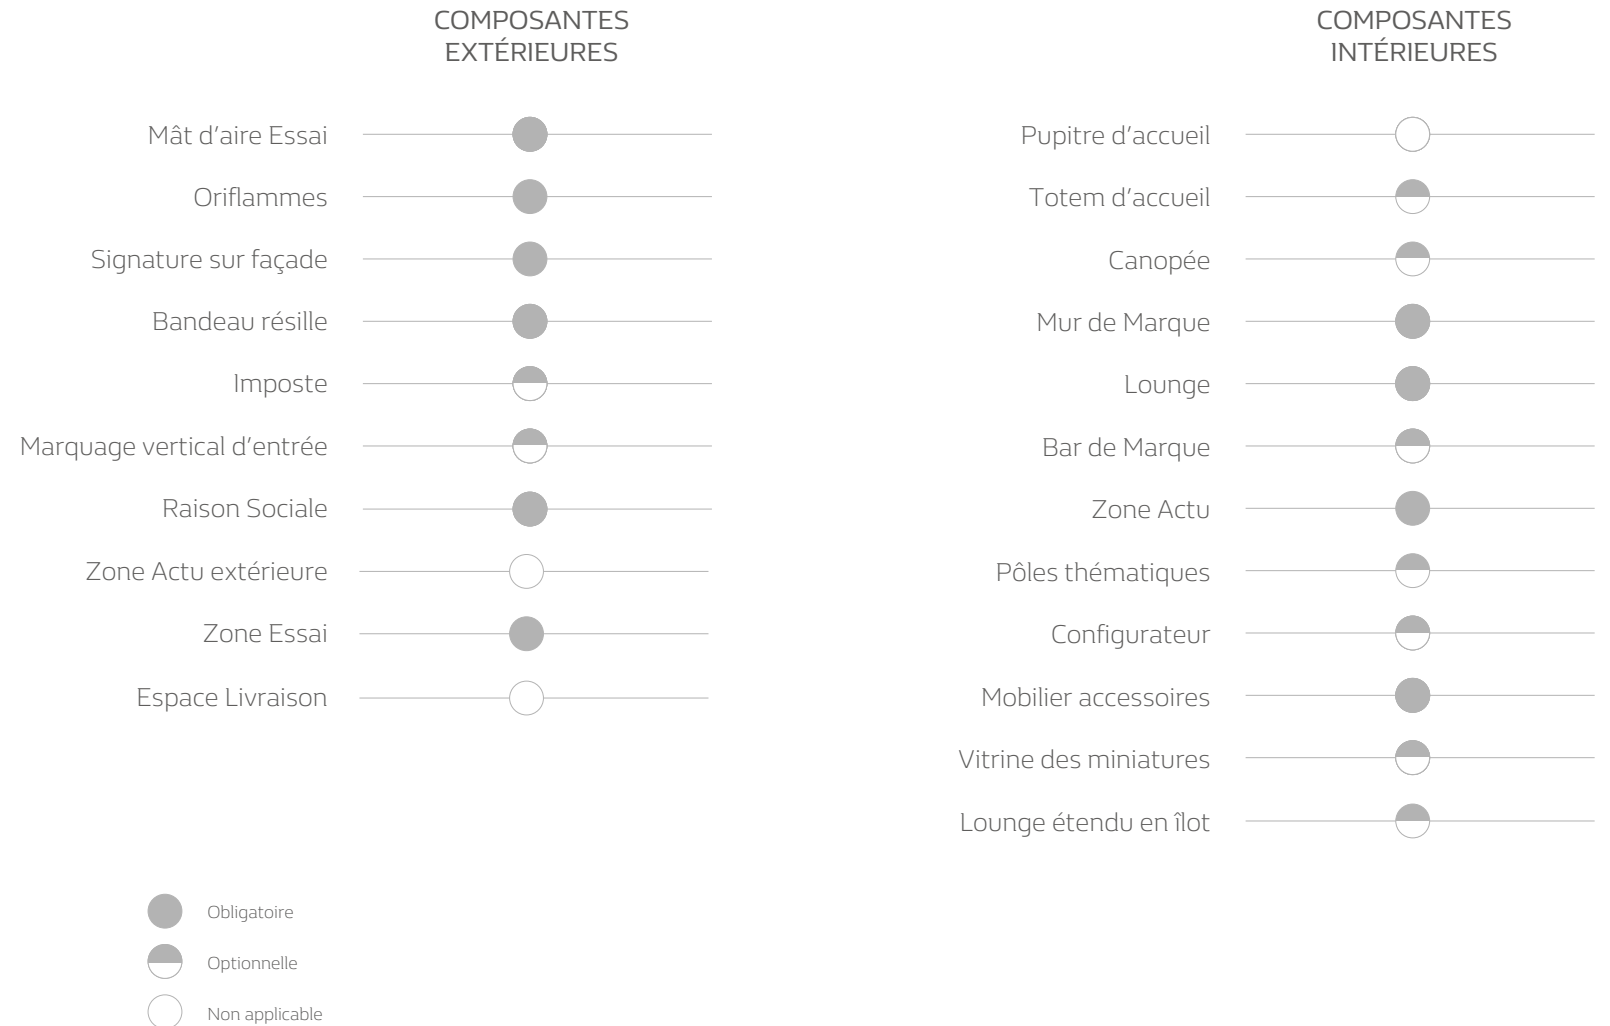 COMPOSANTES
EXTÉRIEURES
Mât d’aire Essai
Oriflammes
Signature sur façade
Bandeau résille
Imposte
Marquage vertical d’entrée
Raison Sociale
Zone Actu extérieure
Zone Essai
Espace Livraison
COMPOSANTES
INTÉRIEURES
Pupitre d’accueil
Totem d’accueil
Canopée
Mur de Marque
Lounge
Bar de Marque
Zone Actu
Pôles thématiques
Configurateur
Mobilier accessoires
Vitrine des miniatures
Lounge étendu en îlot
Obligatoire
Optionnelle
Non applicable